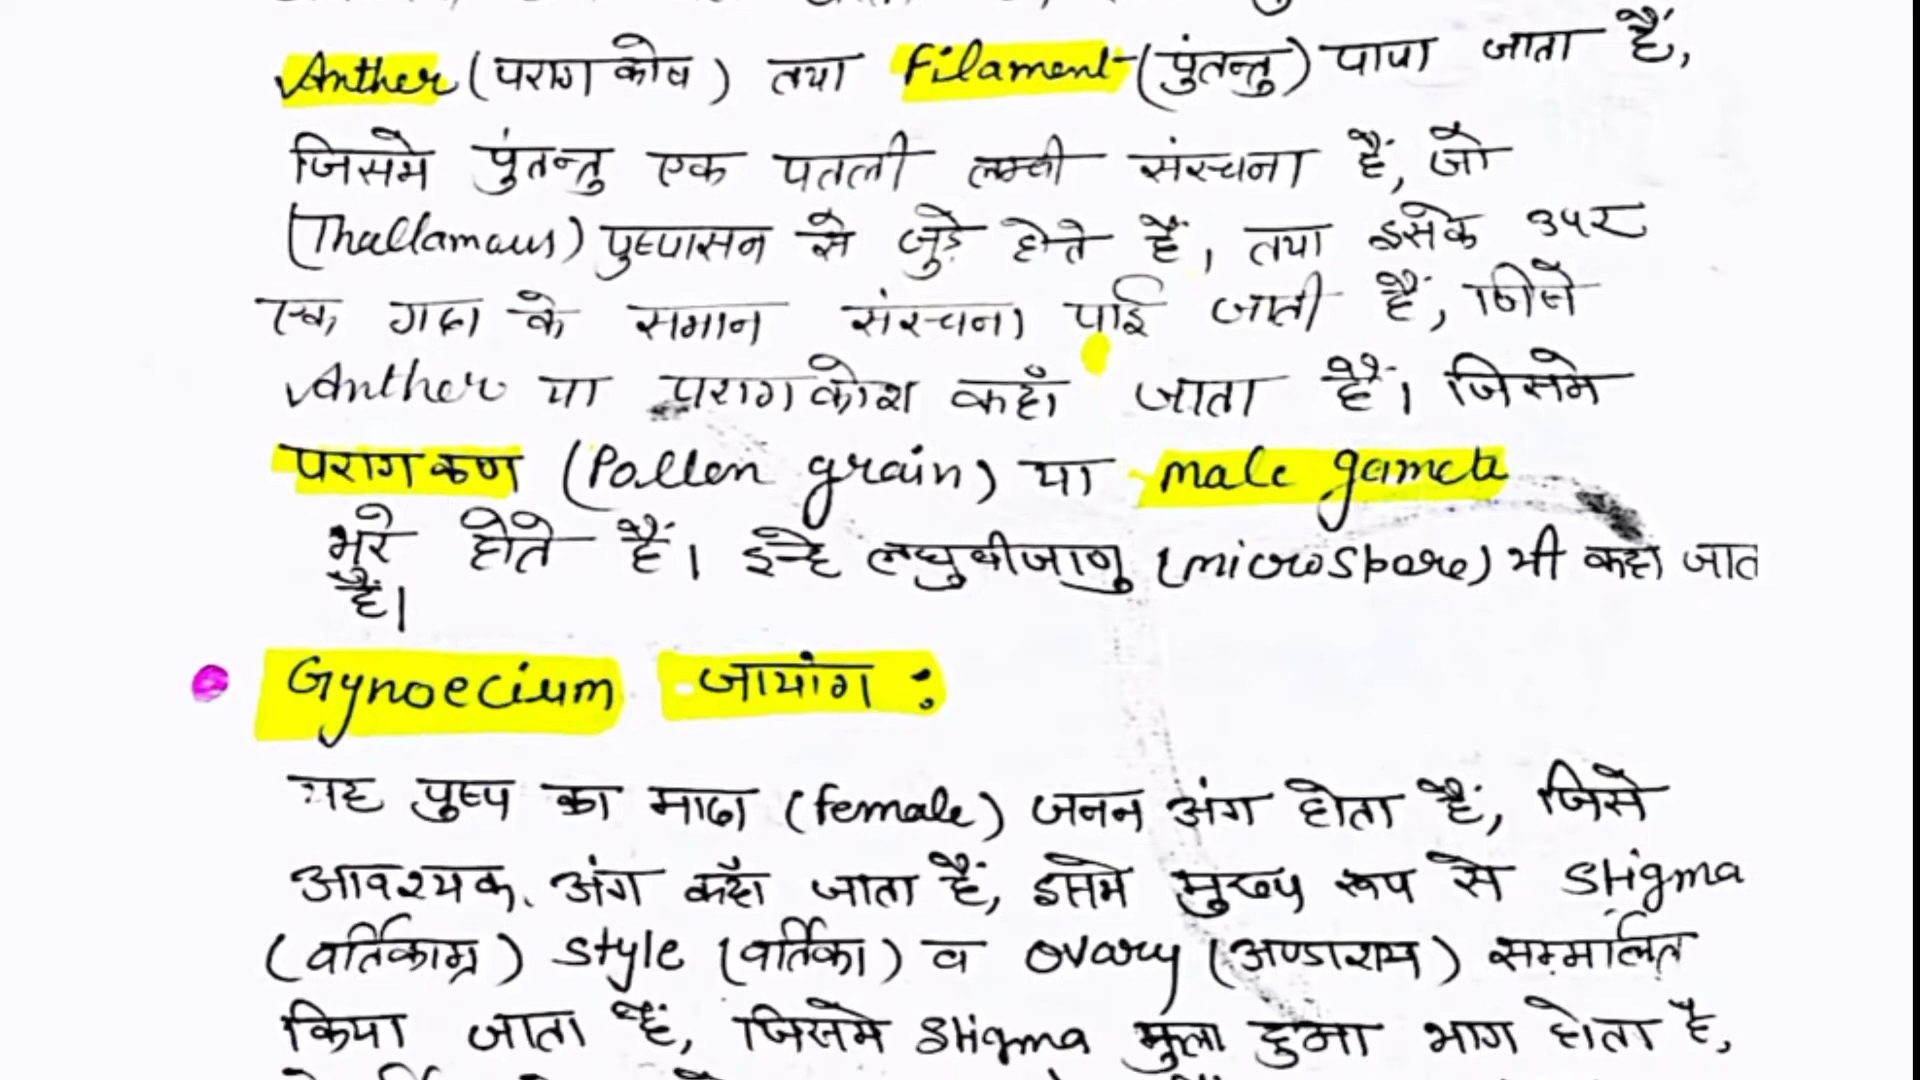 Anther (परागकोष) तथा Filament (पुंतन्तु) पाया जाता हैं,
जिसमे पुंतन्तु एक पतली लम्बी संरचना हैं, जो
(Thallamous) पुष्पासन से जुड़े होते हैं, तथा इसके उपर
एक गदा के समान संरचना पाई जाती हैं, जिसे
Anther या परागकोश कहाँ जाता हैं। जिसमे
परागकण (Pollen grain) या male gamete
भरे होते हैं। इन्हे लघुबीजाणु (microspore) भी कहा जात
हैं।
Gynoecium जायांग :
यह पुष्प का मादा (female) जनन अंग होता हैं, जिसे
आवश्यक अंग कहाँ जाता हैं, इसमे मुख्य रूप से Stigma
(वर्तिकाग्र) style (वर्तिका) व ovary (अण्डाशय) सम्मलित
किया जाता हैं, जिसमे Stigma हुआ भाग होता है,